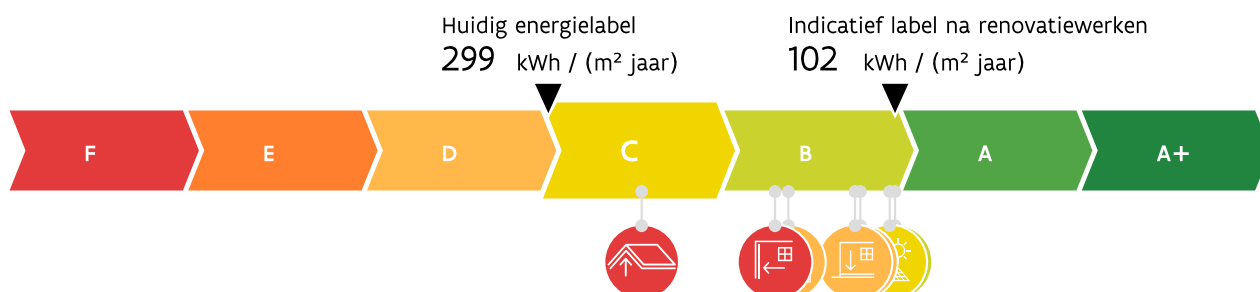 Huidig energielabel
299 kWh / (m² jaar)
Indicatief label na renovatiewerken
102 kWh / (m² jaar)
F E D C B A A+